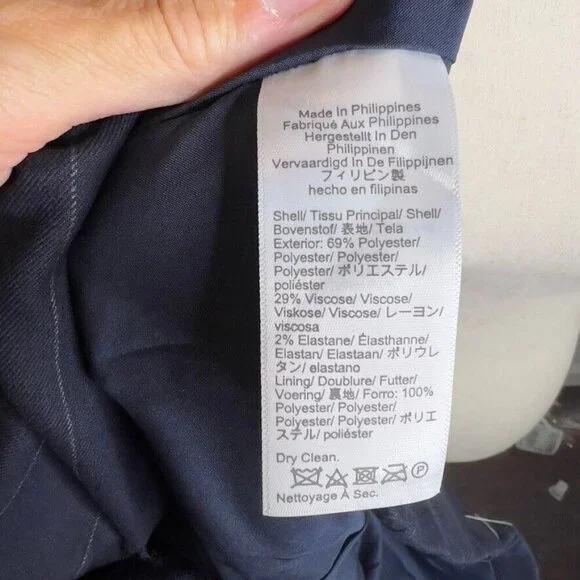 Made In Philippines
Fabriqué Aux Philippines
Hergestellt In Den
Philippinen
Vervaardigd In De Filippijnen
フィリピン製
hecho en filipinas
Shell/ Tissu Principal/ Shell/
Bovenstof/ 表地/ Tela
Exterior: 69% Polyester/
Polyester/ Polyester/
Polyester/ ポリエステル/
poliéster
29% Viscose/ Viscose/
Viskose/ Viscose/ レーヨン/
viscosa
2% Elastane/ Élasthanne/
Elastan/ Elastaan/ ポリウレ
タン/ elastano
Lining/ Doublure/ Futter/
Voering/ 裏地/ Forro: 100%
Polyester/ Polyester/
Polyester/ Polyester/ ポリエ
ステル/ poliéster
Dry Clean.
P
Nettoyage À Sec.